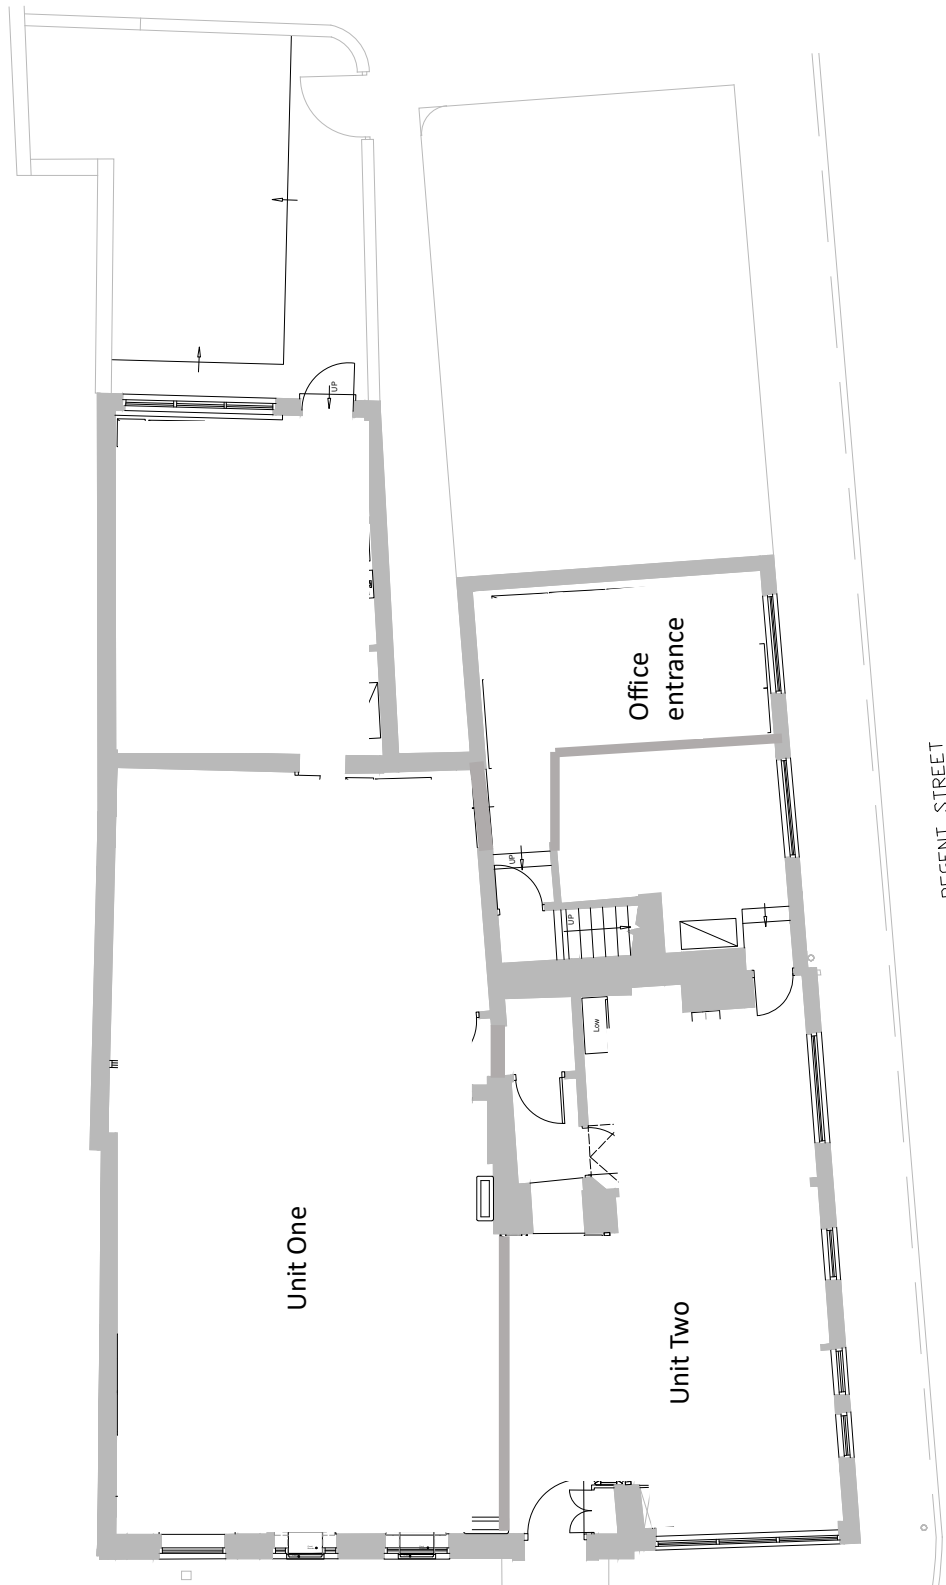 UP
Office
entrance
REGENT STREET
UP
UP
Low
Unit One
Unit Two